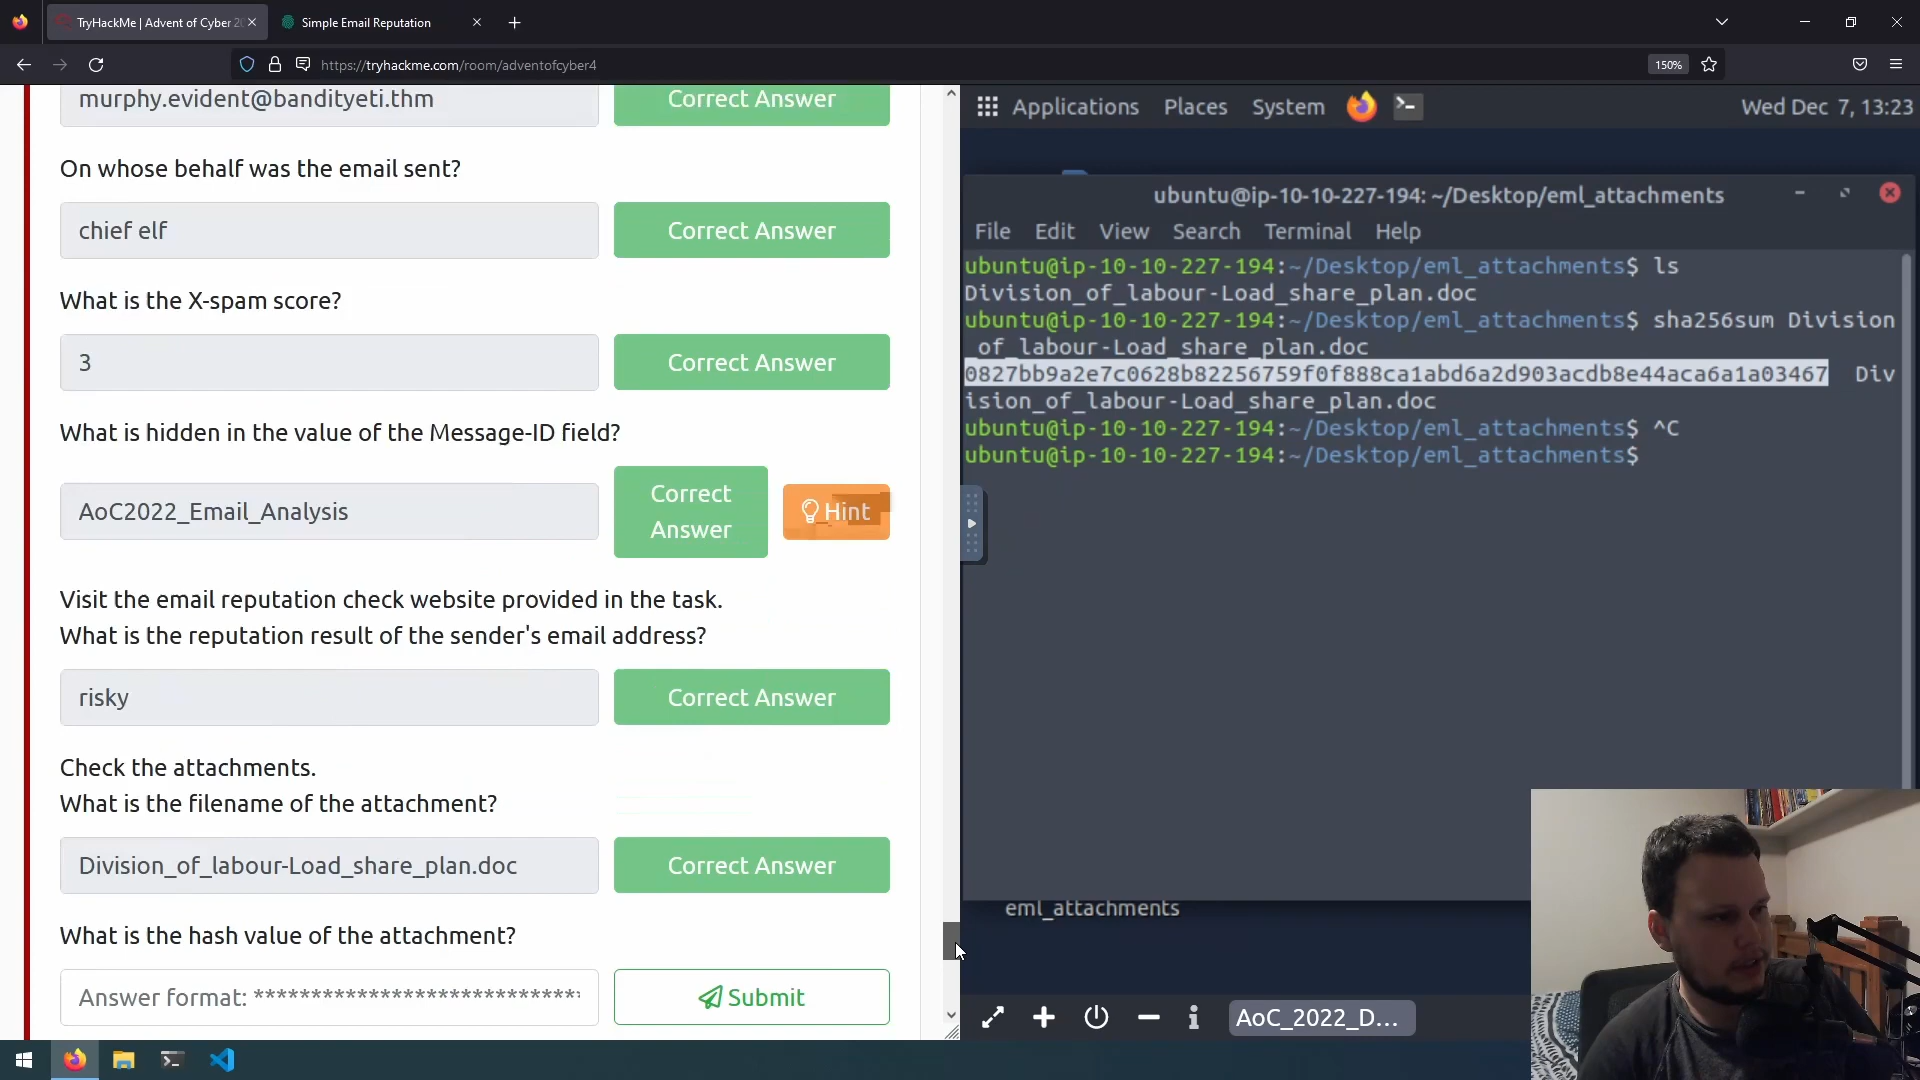 TryHackMe | Advent of Cyber 20
Simple Email Reputation
https://tryhackme.com/room/adventofcyber4
150%
murphy.evident@bandityeti.thm
Correct Answer
On whose behalf was the email sent?
chief elf
Correct Answer
What is the X-spam score?
3
Correct Answer
What is hidden in the value of the Message-ID field?
AoC2022_Email_Analysis
Correct
Answer
Hint
Visit the email reputation check website provided in the task.
What is the reputation result of the sender's email address?
risky
Correct Answer
Check the attachments.
What is the filename of the attachment?
Division_of_labour-Load_share_plan.doc
Correct Answer
What is the hash value of the attachment?
Answer format: ****************************
Submit
Applications Places System
Wed Dec 7, 13:23
ubuntu@ip-10-10-227-194: ~/Desktop/eml_attachments
File Edit View Search Terminal Help
ubuntu@ip-10-10-227-194:~/Desktop/eml_attachments$ ls
Division_of_labour-Load_share_plan.doc
ubuntu@ip-10-10-227-194:~/Desktop/eml_attachments$ sha256sum Division
_of_labour-Load_share_plan.doc
0827bb9a2e7c0628b82256759f0f888ca1abd6a2d903acdb8e44aca6a1a03467 Div
ision_of_labour-Load_share_plan.doc
ubuntu@ip-10-10-227-194:~/Desktop/eml_attachments$ ^C
ubuntu@ip-10-10-227-194:~/Desktop/eml_attachments$
eml_attachments
AoC_2022_D...